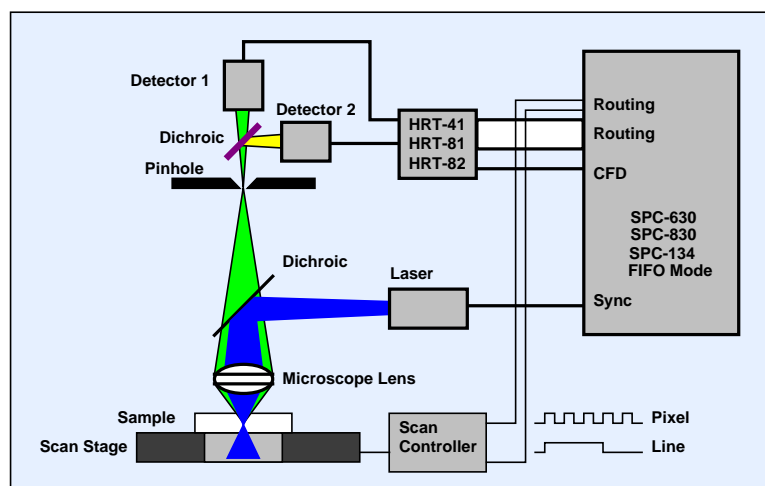 Detector 1
Detector 2
Dichroic
Pinhole
HRT-41
HRT-81
HRT-82
Routing
Routing
CFD
SPC-630
SPC-830
SPC-134
FIFO Mode
Dichroic
Laser
Sync
Microscope Lens
Sample
Scan Stage
Scan
Controller
Pixel
Line